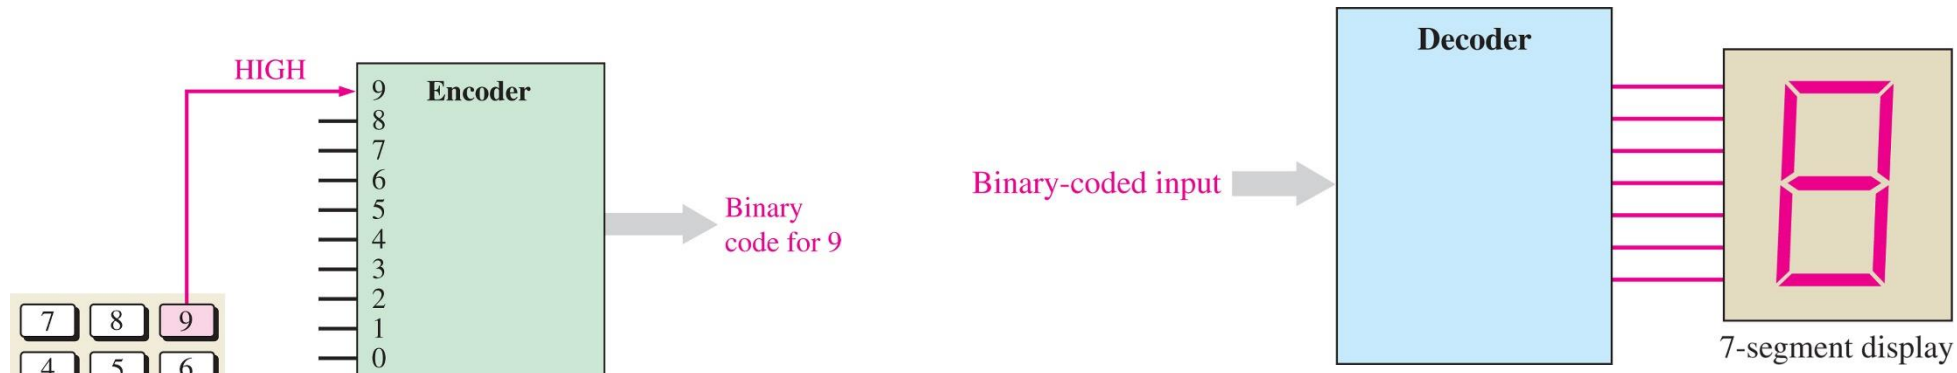 HIGH
9 Encoder
8
7
6
5
4
3
2
1
0
Binary
code for 9
7 8 9
4 5 6
Decoder
Binary-coded input
7-segment display